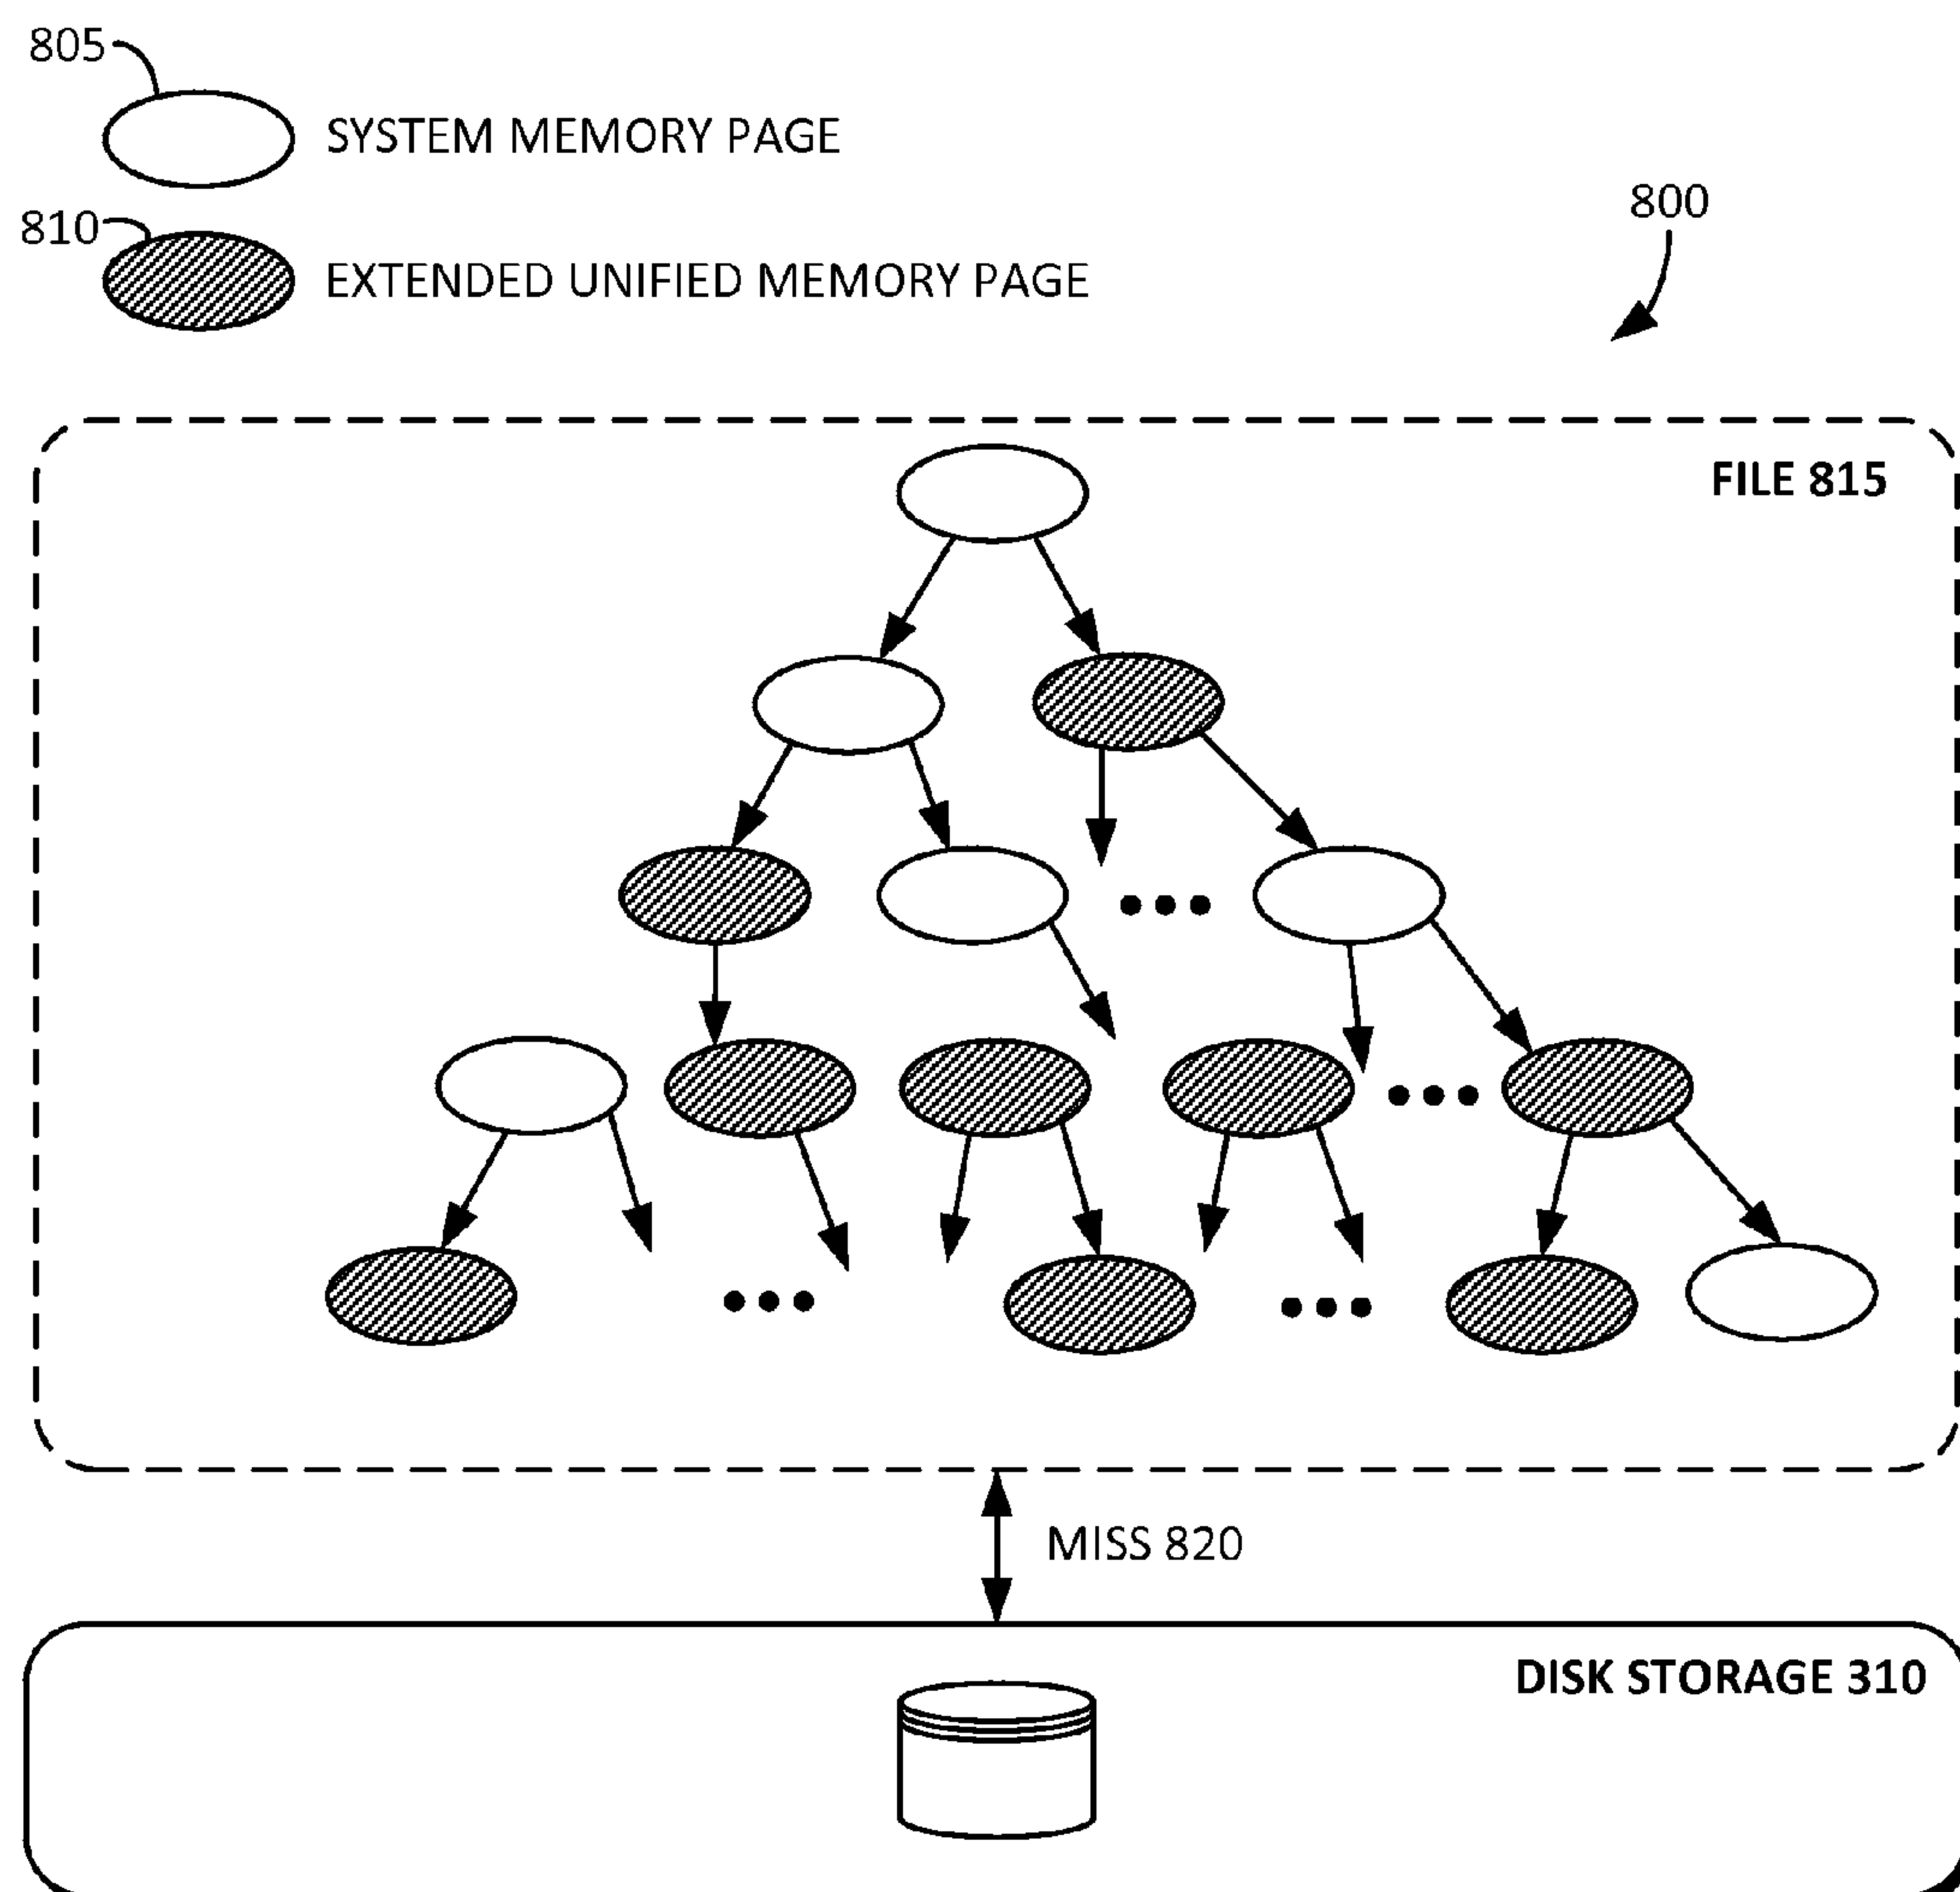 805
SYSTEM MEMORY PAGE
810
EXTENDED UNIFIED MEMORY PAGE
800
FILE 815
MISS 820
DISK STORAGE 310